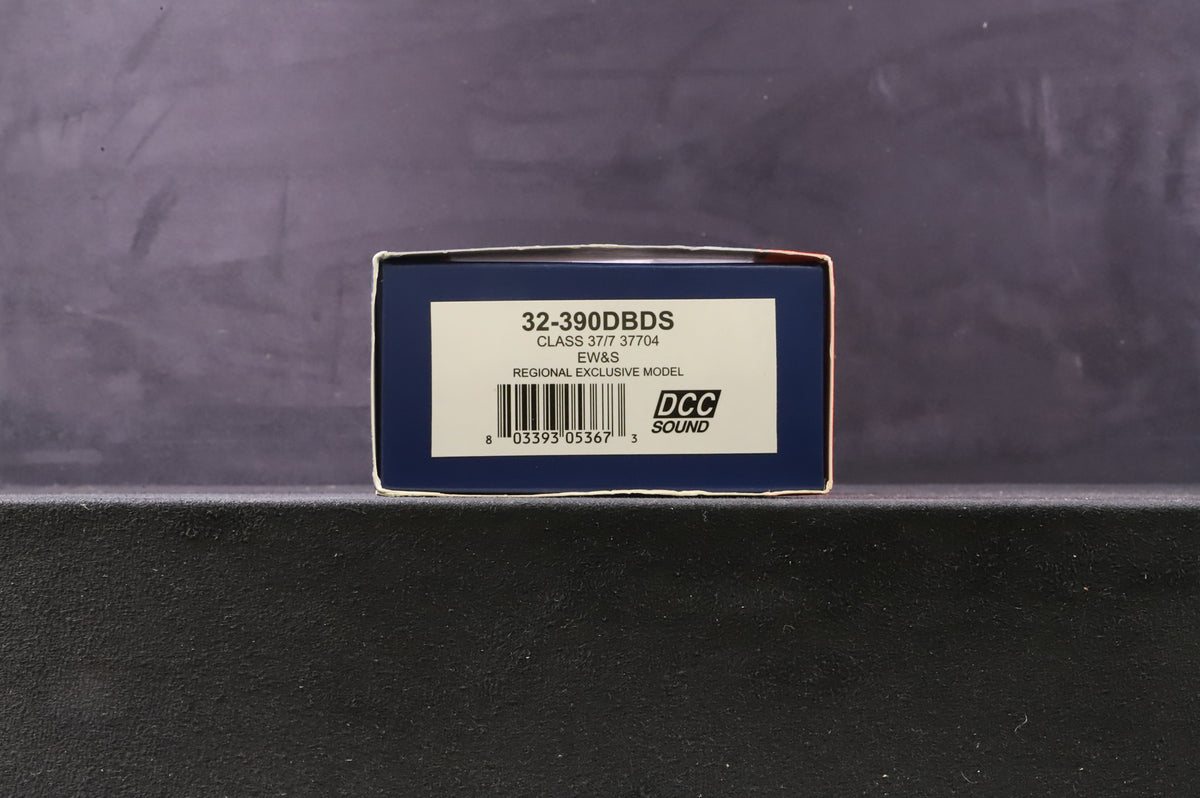 32-390DBDS
CLASS 37/7 37704
EW&S
REGIONAL EXCLUSIVE MODEL
8 03393 05367 3
DCC
SOUND